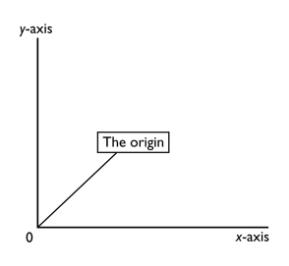 y-axis
The origin
0
x-axis